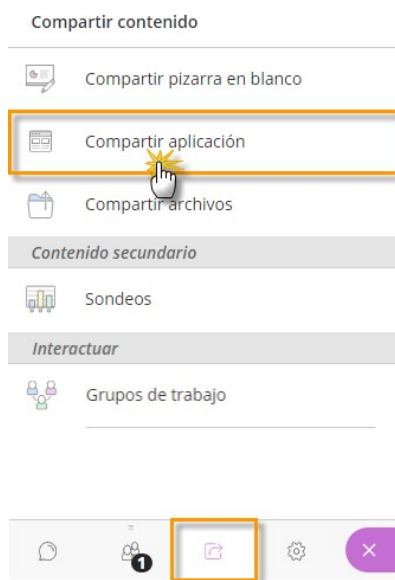 Compartir contenido
Compartir pizarra en blanco
Compartir aplicación
Compartir archivos
Contenido secundario
Sondeos
Interactuar
Grupos de trabajo
1